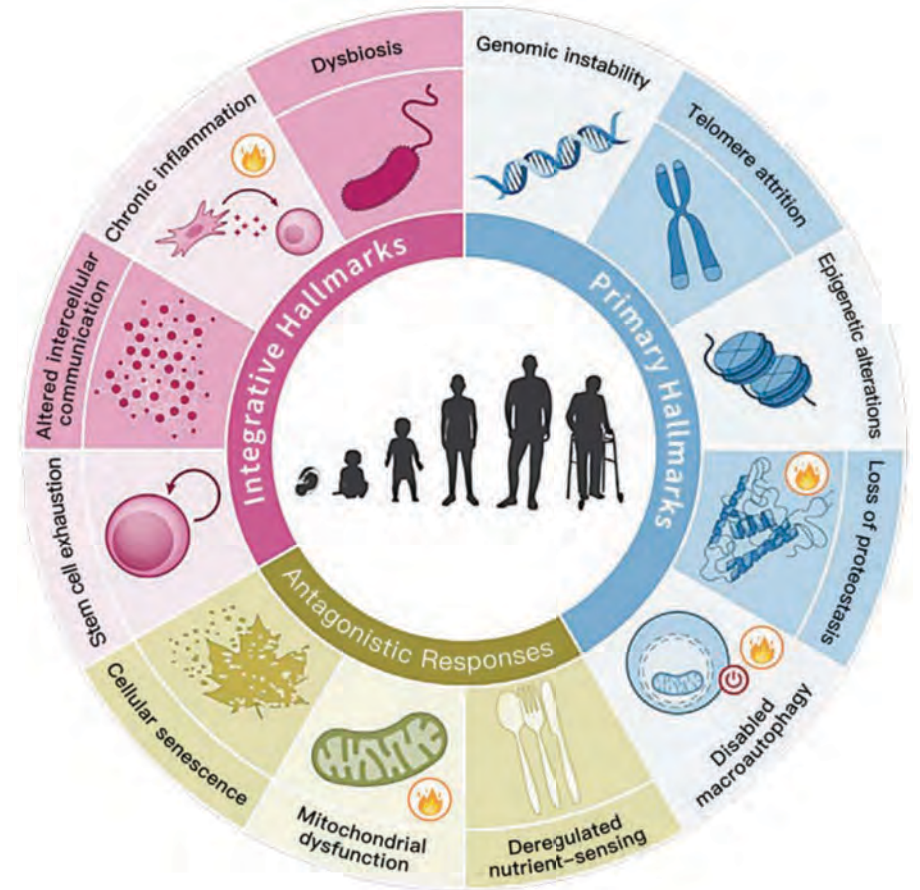 Dysbiosis
Genomic instability
Telomere attrition
Epigenetic alterations
Loss of proteostasis
Disabled
macroautophagy
Deregulated
nutrient-sensing
Mitochondrial
dysfunction
Cellular senescence
Stem cell exhaustion
Altered intercellular
communication
Chronic inflammation
Integrative Hallmarks
Primary Hallmarks
Antagonistic Responses